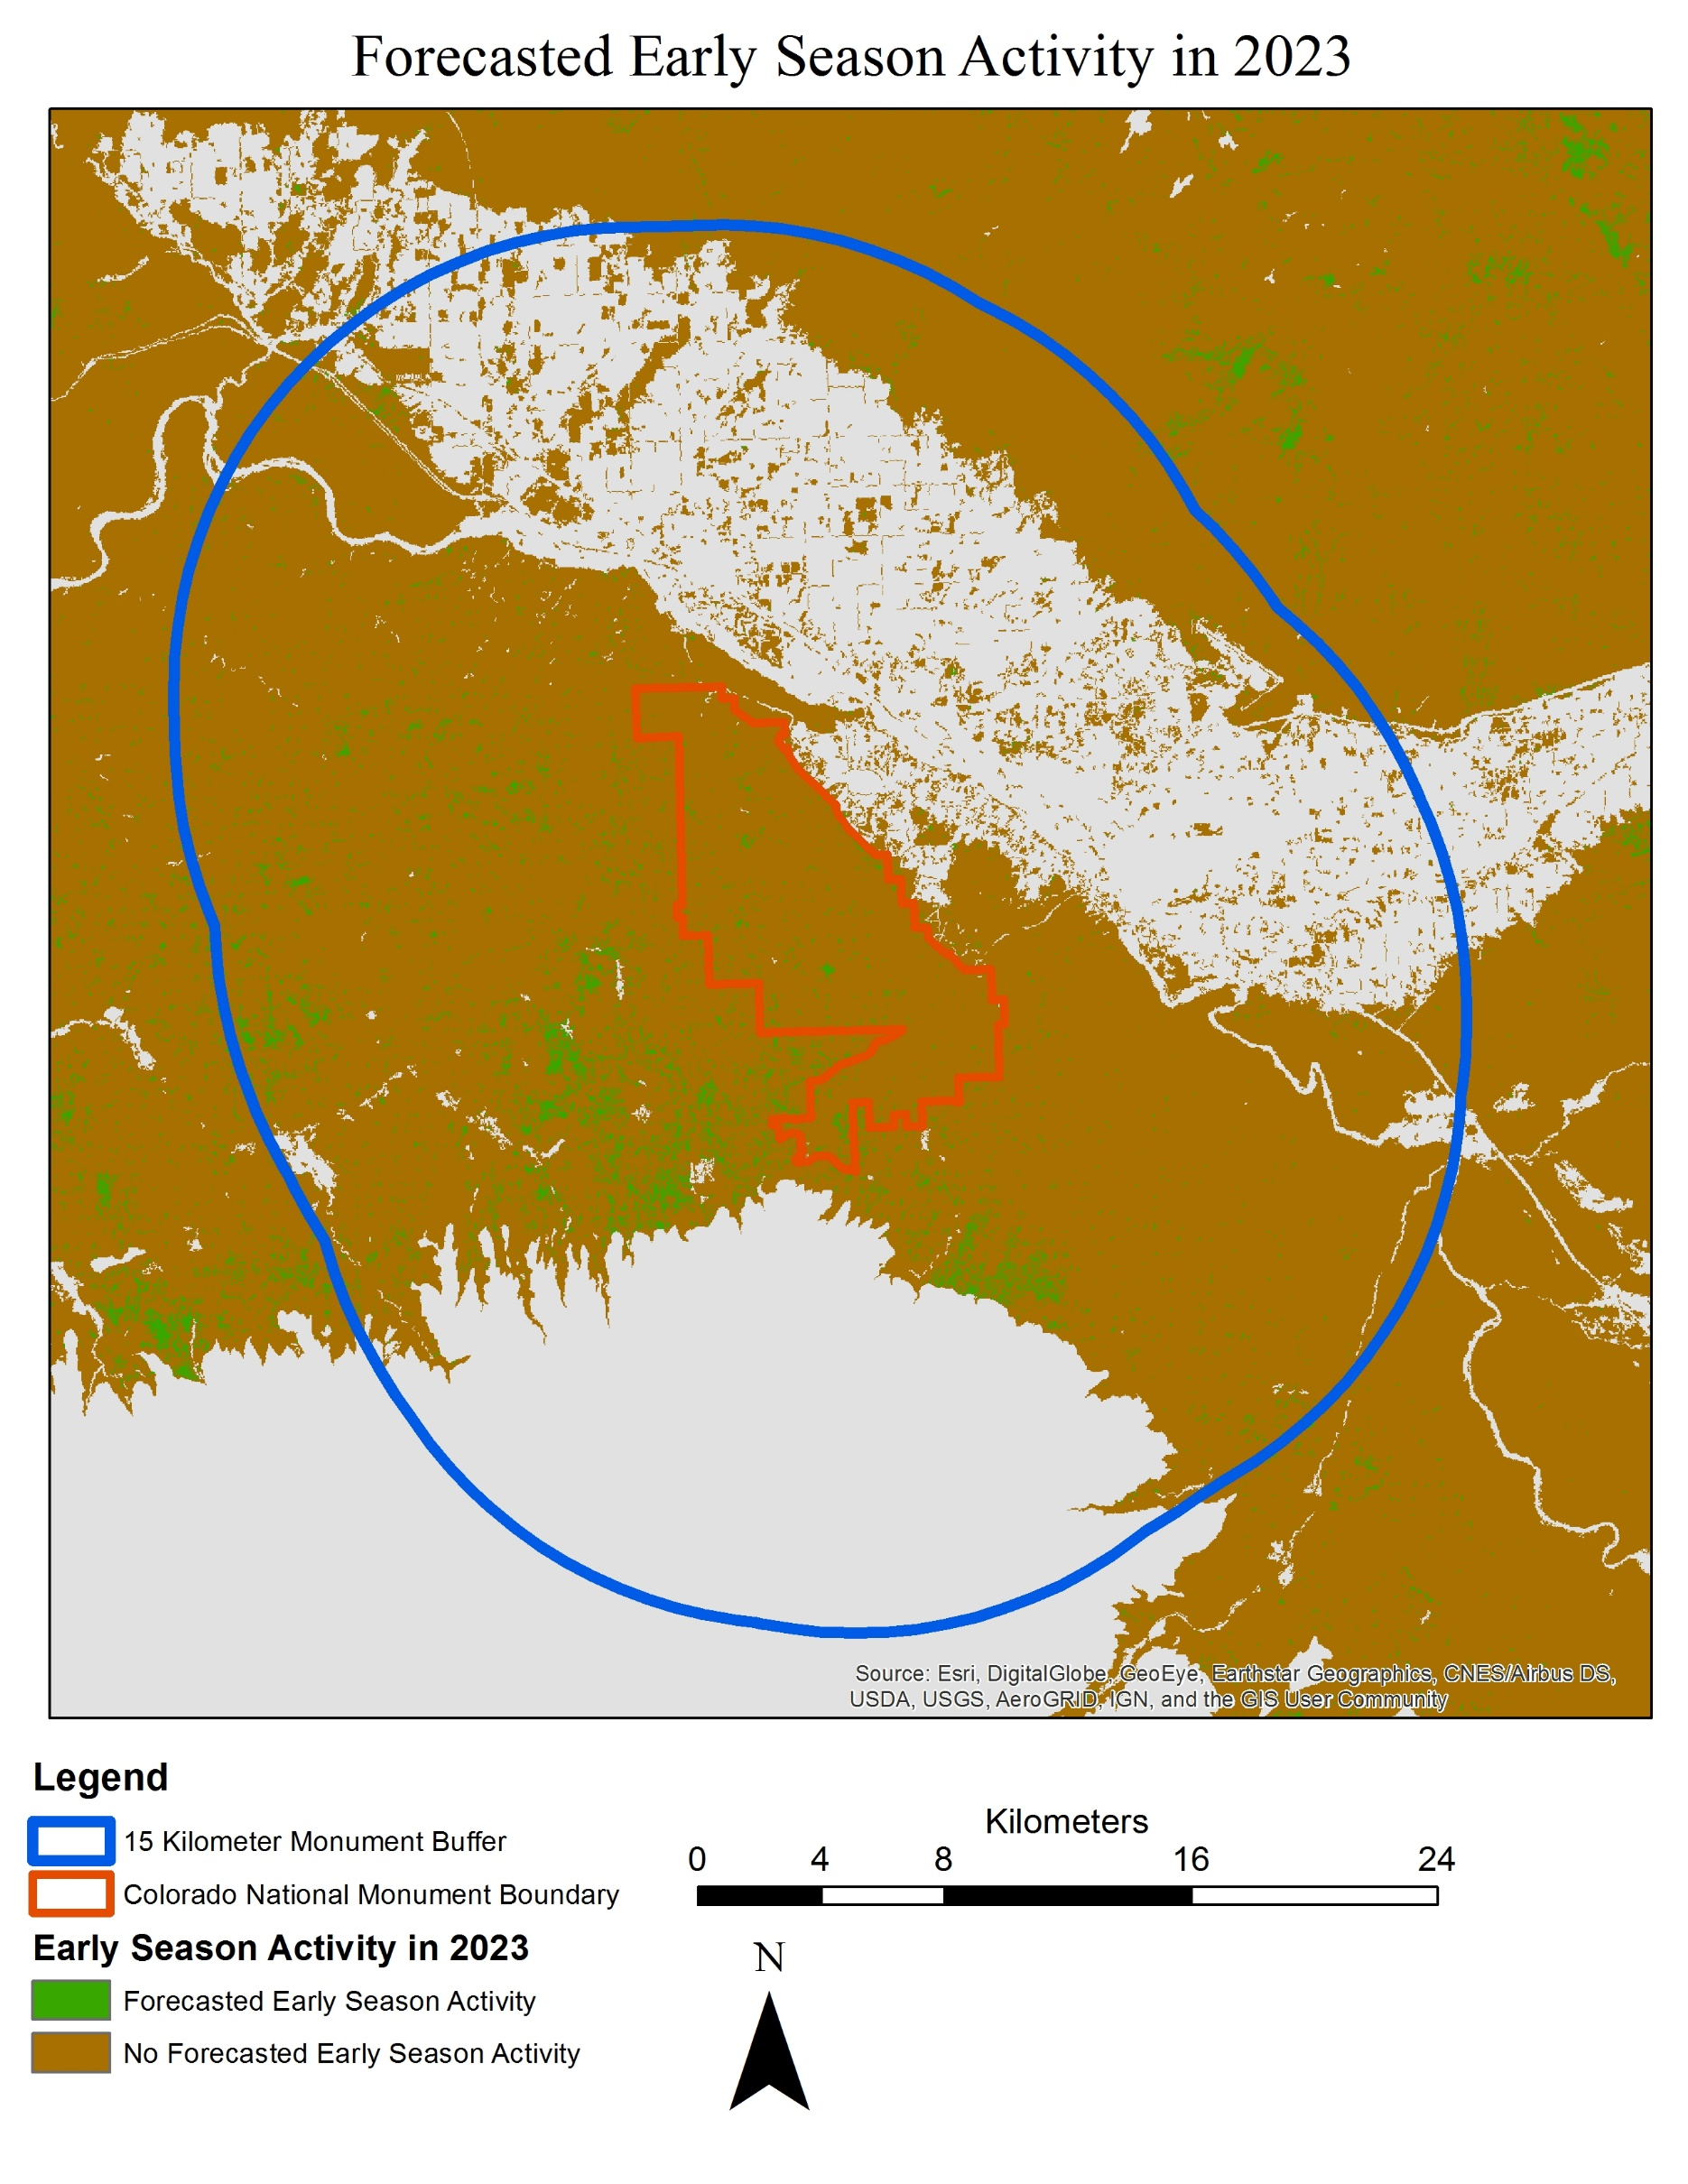 Forecasted Early Season Activity in 2023
Source: Esri, DigitalGlobe, GeoEye, Earthstar Geographics, CNES/Airbus DS,
USDA, USGS, AeroGRID, IGN, and the GIS User Community
Legend
15 Kilometer Monument Buffer
Colorado National Monument Boundary
Early Season Activity in 2023
Forecasted Early Season Activity
No Forecasted Early Season Activity
Kilometers
0 4 8 16 24
N